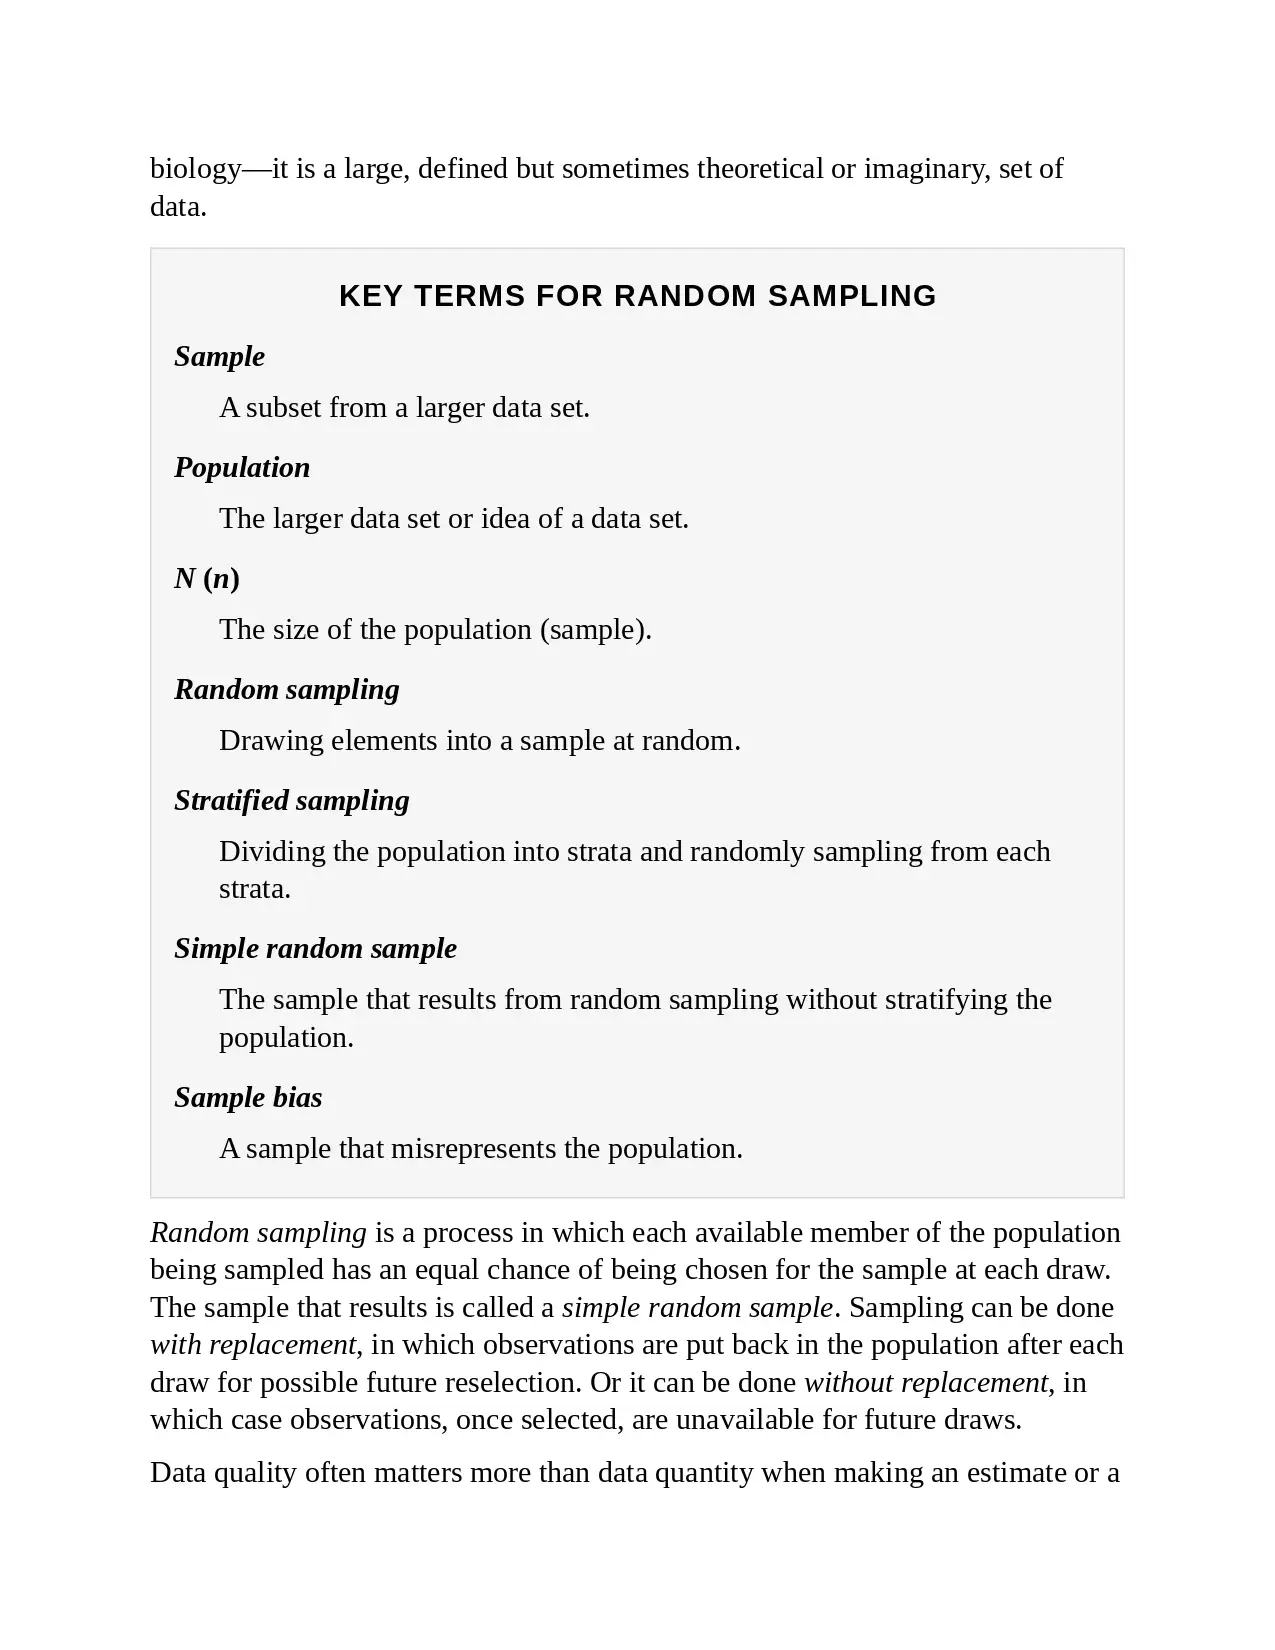 biology—it is a large, defined but sometimes theoretical or imaginary, set of
data.
KEY TERMS FOR RANDOM SAMPLING
Sample
A subset from a larger data set.
Population
The larger data set or idea of a data set.
N (n)
The size of the population (sample).
Random sampling
Drawing elements into a sample at random.
Stratified sampling
Dividing the population into strata and randomly sampling from each
strata.
Simple random sample
The sample that results from random sampling without stratifying the
population.
Sample bias
A sample that misrepresents the population.
Random sampling is a process in which each available member of the population
being sampled has an equal chance of being chosen for the sample at each draw.
The sample that results is called a simple random sample. Sampling can be done
with replacement, in which observations are put back in the population after each
draw for possible future reselection. Or it can be done without replacement, in
which case observations, once selected, are unavailable for future draws.
Data quality often matters more than data quantity when making an estimate or a